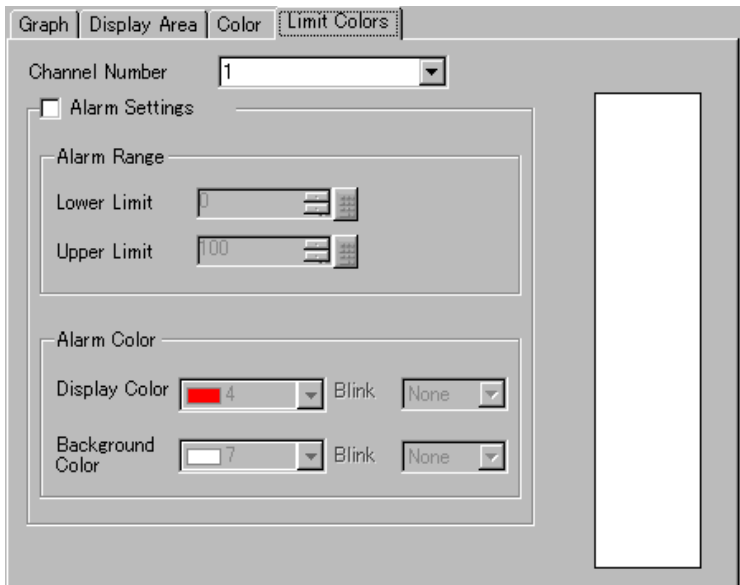 Graph Display Area Color Limit Colors
Channel Number 1
Alarm Settings
Alarm Range
Lower Limit 0
Upper Limit 100
Alarm Color
Display Color 4 Blink None
Background
Color 7 Blink None